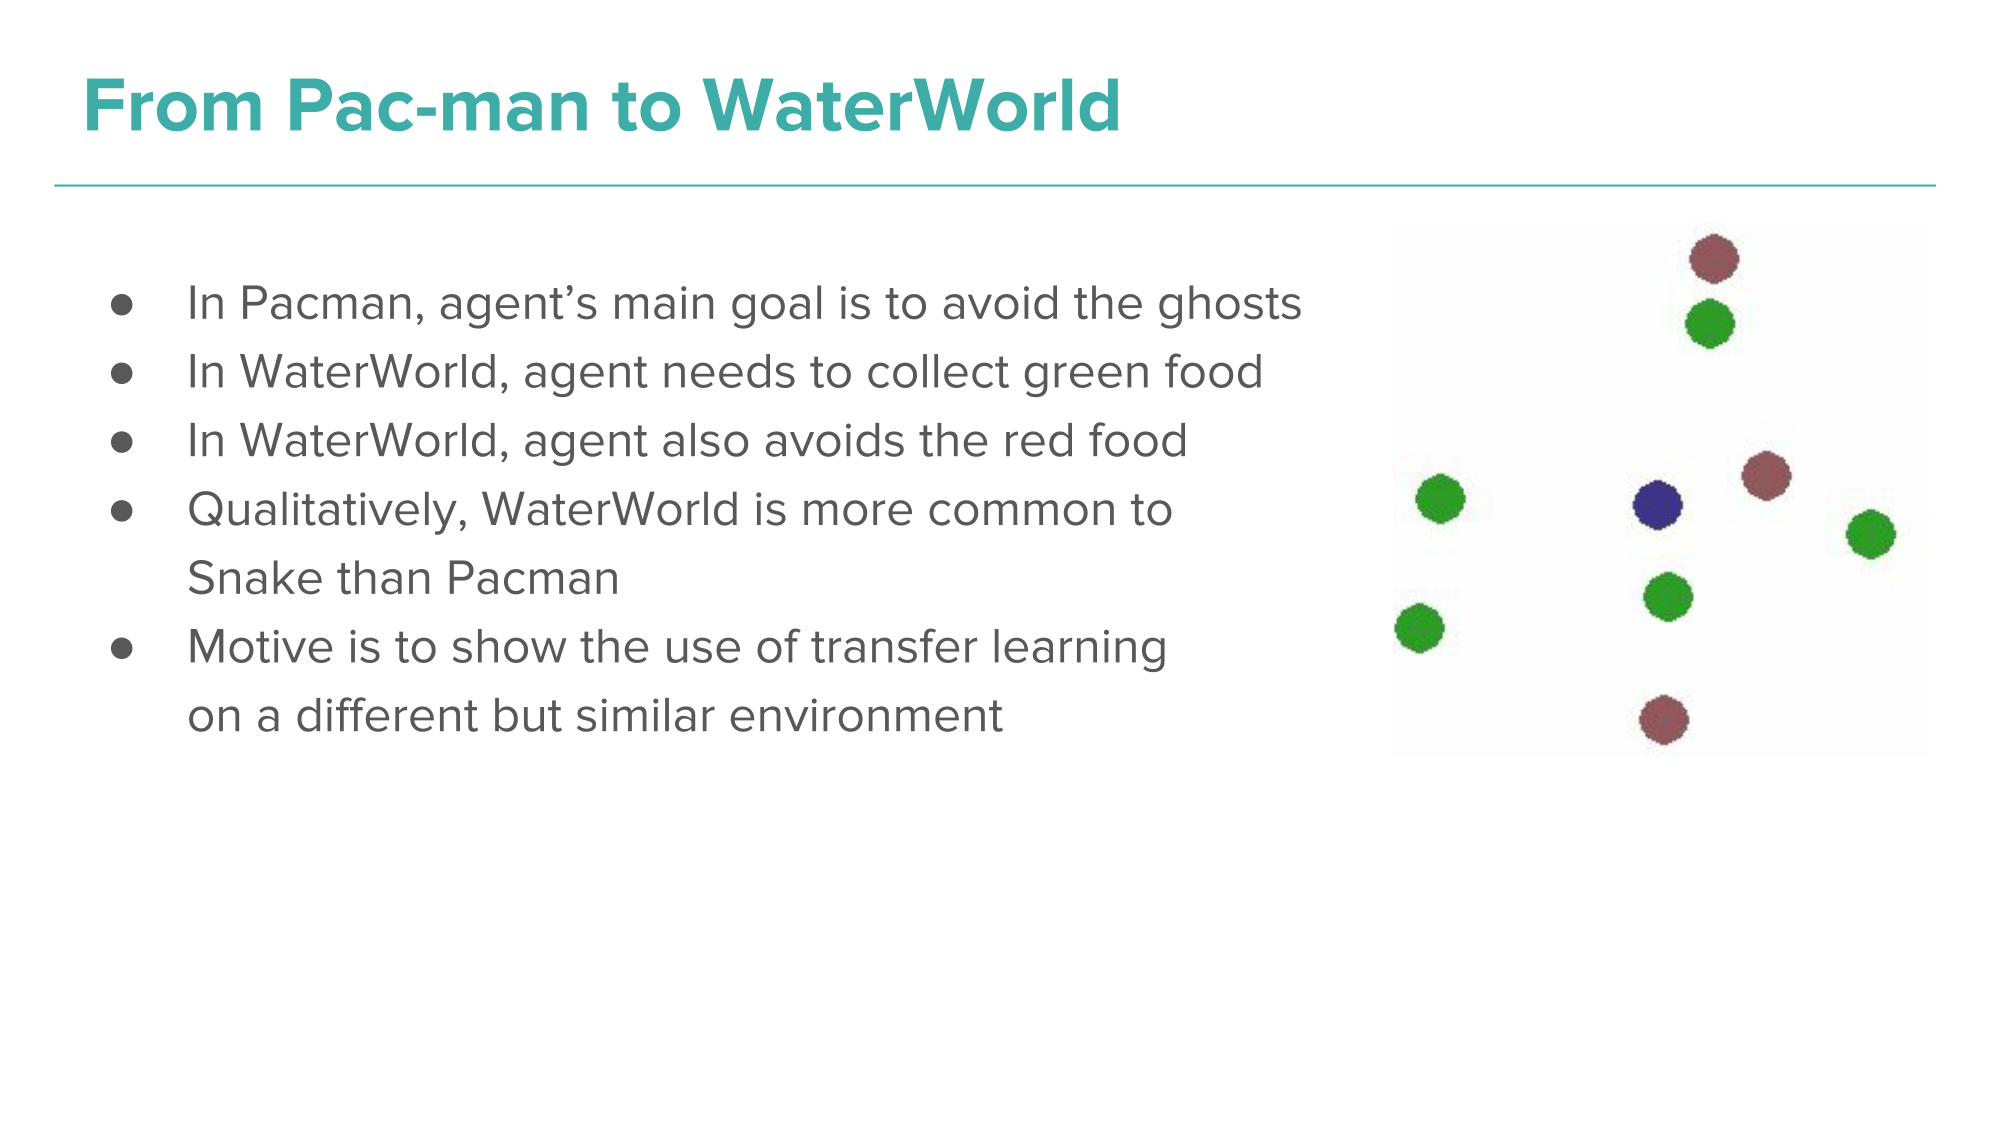 From Pac-man to WaterWorld
● In Pacman, agent’s main goal is to avoid the ghosts
● In WaterWorld, agent needs to collect green food
● In WaterWorld, agent also avoids the red food
● Qualitatively, WaterWorld is more common to
Snake than Pacman
● Motive is to show the use of transfer learning
on a different but similar environment